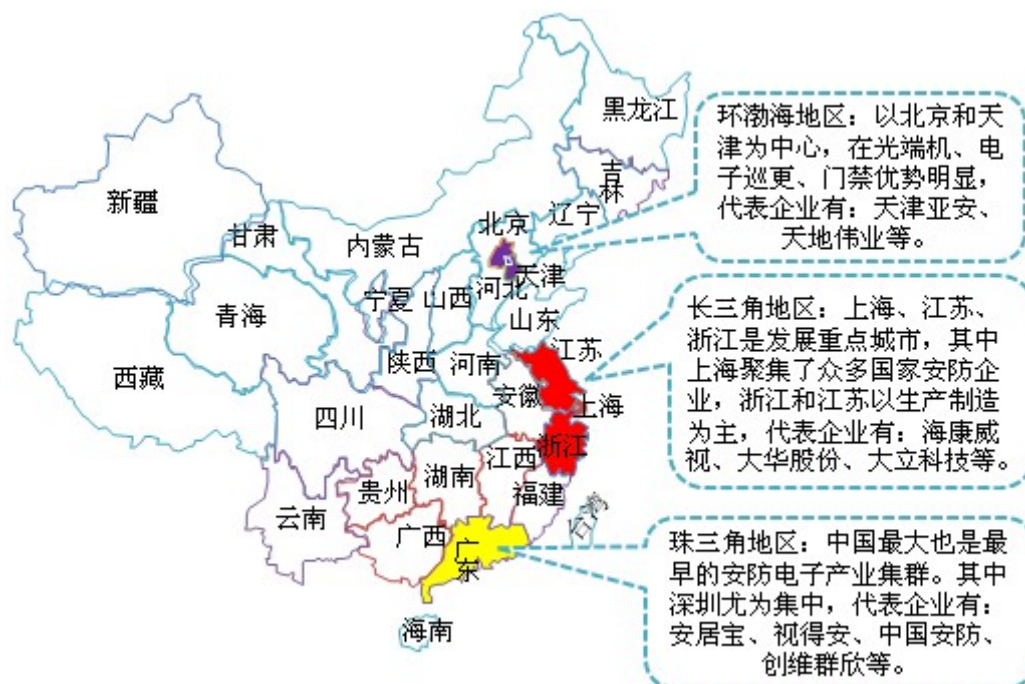 黑龙江
吉林
辽宁
新疆
甘肃
内蒙古
北京
天津
河北
宁夏
山西
青海
山东
西藏
陕西
河南
江苏
安徽
上海
四川
湖北
浙江
江西
湖南
贵州
福建
云南
广西
广东
台湾
海南
环渤海地区：以北京和天
津为中心，在光端机、电
子巡更、门禁优势明显，
代表企业有：天津亚安、
天地伟业等。
长三角地区：上海、江苏、
浙江是发展重点城市，其中
上海聚集了众多国家安防企
业，浙江和江苏以生产制造
为主，代表企业有：海康威
视、大华股份、大立科技等。
珠三角地区：中国最大也是最
早的安防电子产业集群。其中
深圳尤为集中，代表企业有：
安居宝、视得安、中国安防、
创维群欣等。